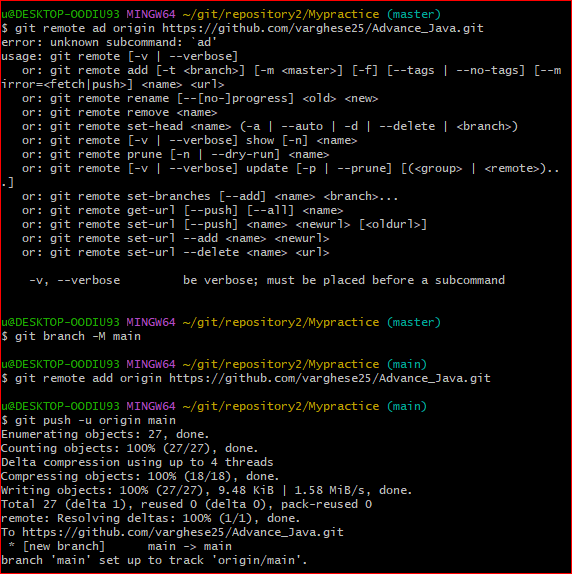 u@DESKTOP-OODIU93 MINGW64 ~/git/repository2/Mypractice (master)
$ git remote ad origin https://github.com/varghese25/Advance_Java.git
error: unknown subcommand: `ad'
usage: git remote [-v | --verbose]
   or: git remote add [-t <branch>] [-m <master>] [-f] [--tags | --no-tags] [--m
irror=<fetch|push>] <name> <url>
   or: git remote rename [--[no-]progress] <old> <new>
   or: git remote remove <name>
   or: git remote set-head <name> (-a | --auto | -d | --delete | <branch>)
   or: git remote [-v | --verbose] show [-n] <name>
   or: git remote prune [-n | --dry-run] <name>
   or: git remote [-v | --verbose] update [-p | --prune] [(<group> | <remote>)..
.]
   or: git remote set-branches [--add] <name> <branch>...
   or: git remote get-url [--push] [--all] <name>
   or: git remote set-url [--push] <name> <newurl> [<oldurl>]
   or: git remote set-url --add <name> <newurl>
   or: git remote set-url --delete <name> <url>
    -v, --verbose         be verbose; must be placed before a subcommand
u@DESKTOP-OODIU93 MINGW64 ~/git/repository2/Mypractice (master)
$ git branch -M main
u@DESKTOP-OODIU93 MINGW64 ~/git/repository2/Mypractice (main)
$ git remote add origin https://github.com/varghese25/Advance_Java.git
u@DESKTOP-OODIU93 MINGW64 ~/git/repository2/Mypractice (main)
$ git push -u origin main
Enumerating objects: 27, done.
Counting objects: 100% (27/27), done.
Delta compression using up to 4 threads
Compressing objects: 100% (18/18), done.
Writing objects: 100% (27/27), 9.48 KiB | 1.58 MiB/s, done.
Total 27 (delta 1), reused 0 (delta 0), pack-reused 0
remote: Resolving deltas: 100% (1/1), done.
To https://github.com/varghese25/Advance_Java.git
 * [new branch]      main -> main
branch 'main' set up to track 'origin/main'.